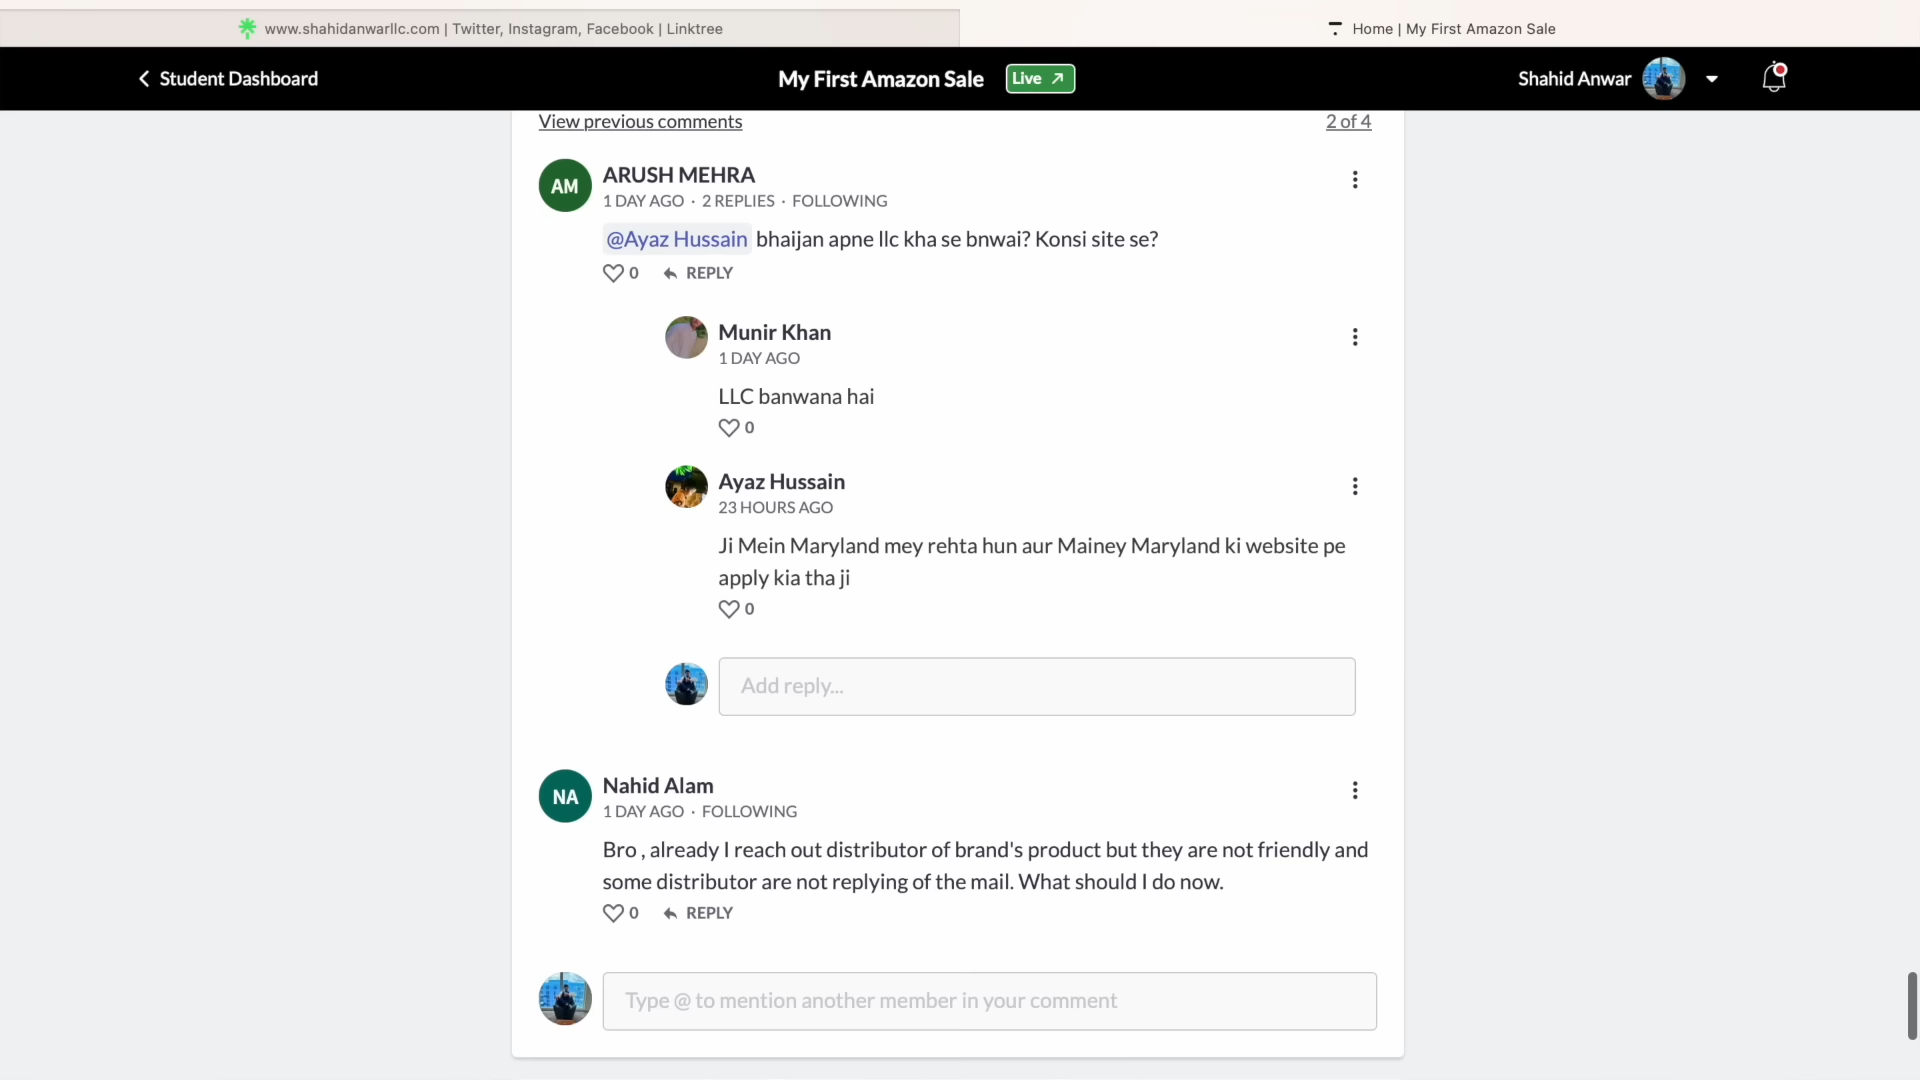 www.shahidanwarllc.com | Twitter, Instagram, Facebook | Linktree
Home | My First Amazon Sale
Student Dashboard
My First Amazon Sale
Live
Shahid Anwar
View previous comments
2 of 4
AM
ARUSH MEHRA
1 DAY AGO · 2 REPLIES · FOLLOWING
@Ayaz Hussain bhaijan apne llc kha se bnwai? Konsi site se?
0 REPLY
Munir Khan
1 DAY AGO
LLC banwana hai
0
Ayaz Hussain
23 HOURS AGO
Ji Mein Maryland mey rehta hun aur Mainey Maryland ki website pe
apply kia tha ji
0
Add reply...
NA
Nahid Alam
1 DAY AGO · FOLLOWING
Bro , already I reach out distributor of brand's product but they are not friendly and
some distributor are not replying of the mail. What should I do now.
0 REPLY
Type @ to mention another member in your comment